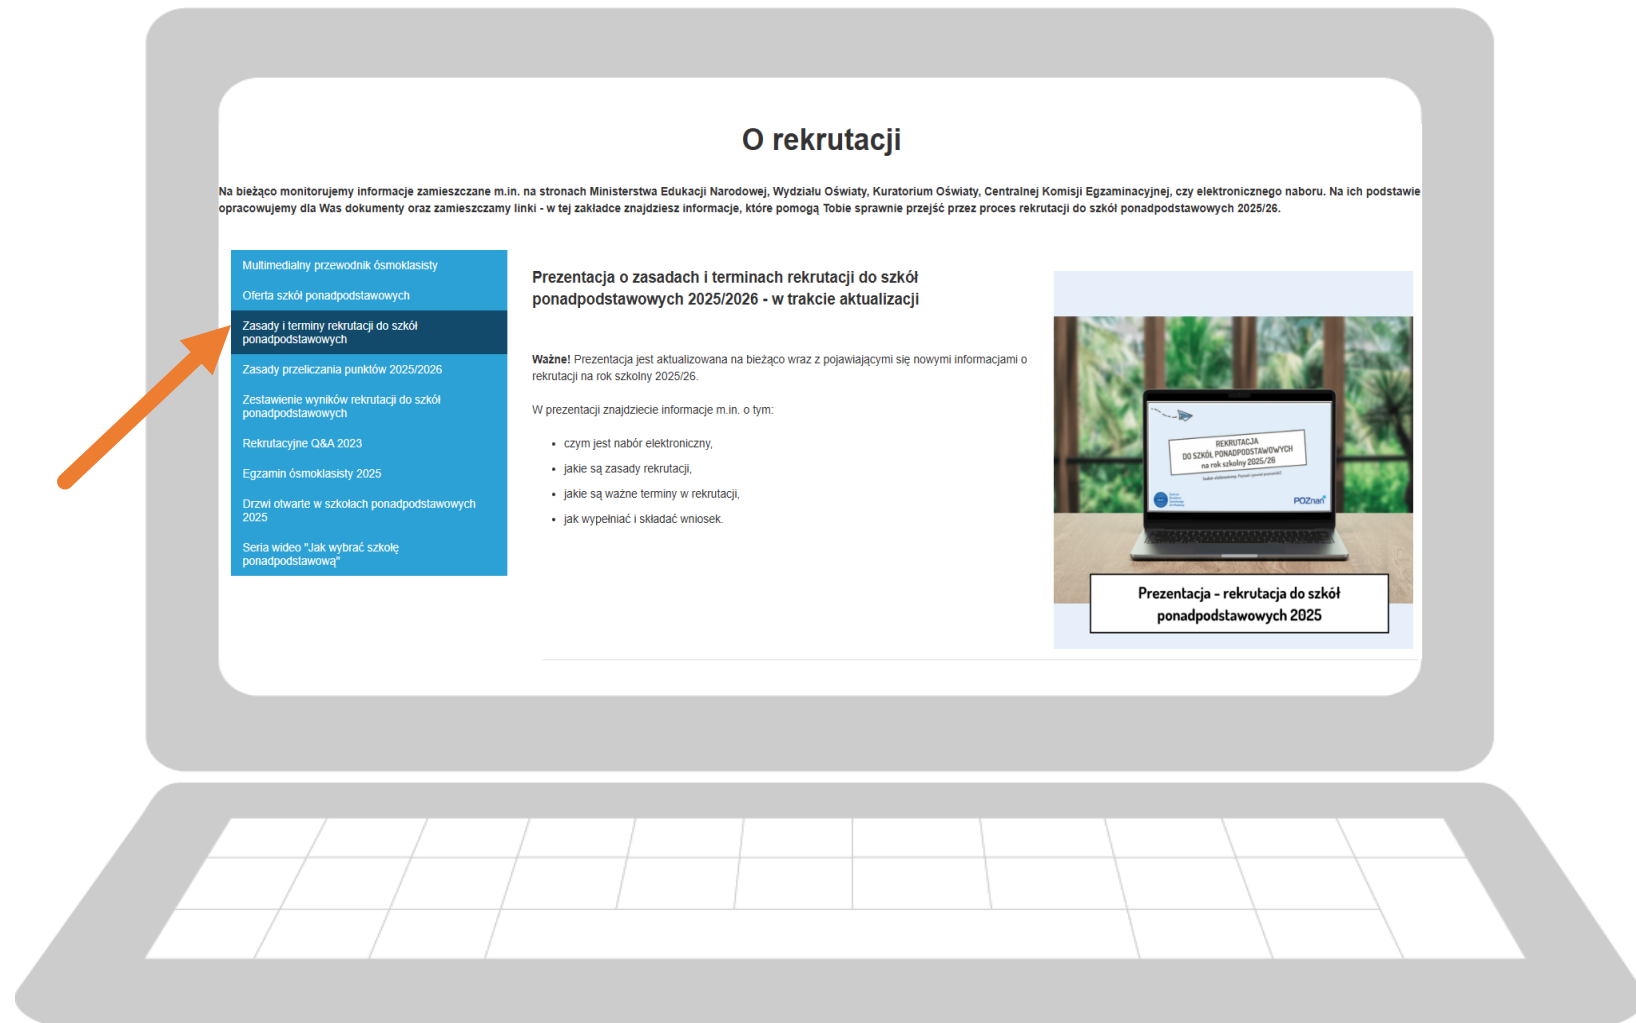 O rekrutacji
Na bieżąco monitorujemy informacje zamieszczane m.in. na stronach Ministerstwa Edukacji Narodowej, Wydziału Oświaty, Kuratorium Oświaty, Centralnej Komisji Egzaminacyjnej, czy elektronicznego naboru. Na ich podstawie
opracowujemy dla Was dokumenty oraz zamieszczamy linki - w tej zakładce znajdziesz informacje, które pomogą Tobie sprawnie przejść przez proces rekrutacji do szkół ponadpodstawowych 2025/26.
Multimedialny przewodnik ósmoklasisty
Oferta szkół ponadpodstawowych
Zasady i terminy rekrutacji do szkół
ponadpodstawowych
Zasady przeliczania punktów 2025/2026
Zestawienie wyników rekrutacji do szkół
ponadpodstawowych
Rekrutacyjne Q&A 2023
Egzamin ósmoklasisty 2025
Drzwi otwarte w szkołach ponadpodstawowych
2025
Seria wideo "Jak wybrać szkołę
ponadpodstawową"
Prezentacja o zasadach i terminach rekrutacji do szkół
ponadpodstawowych 2025/2026 - w trakcie aktualizacji
Ważne! Prezentacja jest aktualizowana na bieżąco wraz z pojawiającymi się nowymi informacjami o
rekrutacji na rok szkolny 2025/26.
W prezentacji znajdziecie informacje m.in. o tym:
• czym jest nabór elektroniczny,
• jakie są zasady rekrutacji,
• jakie są ważne terminy w rekrutacji,
• jak wypełniać i składać wniosek.
REKRUTACJA
DO SZKÓŁ PONADPODSTAWOWYCH
na rok szkolny 2025/26
POZnań
Prezentacja - rekrutacja do szkół
ponadpodstawowych 2025